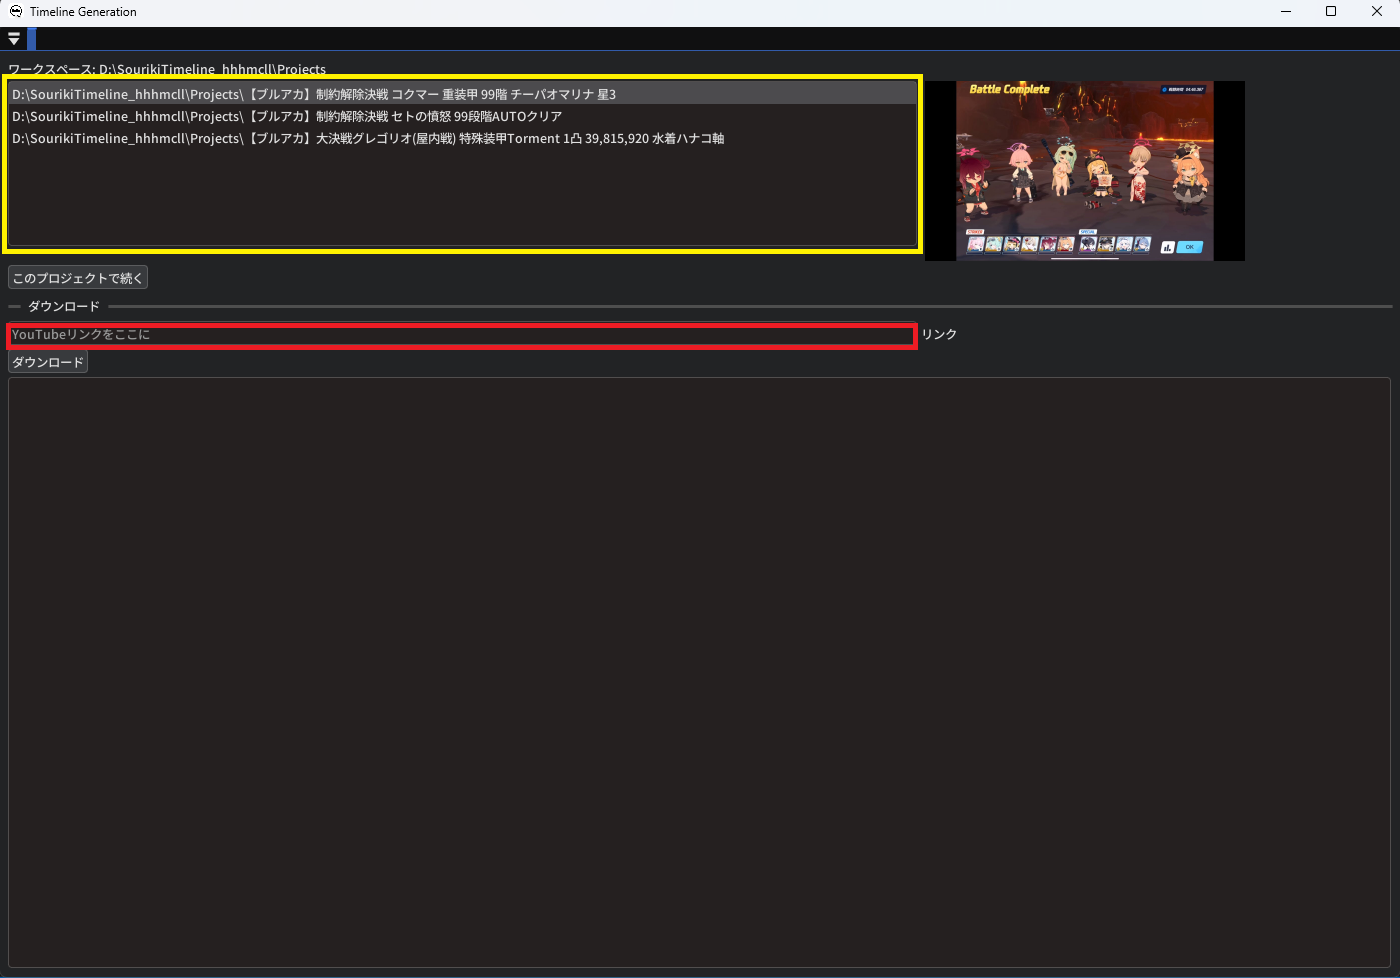 Timeline Generation
ワークスペース: D:\SourikiTimeline_hhhmcll\Projects
D:\SourikiTimeline_hhhmcll\Projects\【ブルアカ】制約解除決戦 コクマー 重装甲 99階 チーパオマリナ 星3
D:\SourikiTimeline_hhhmcll\Projects\【ブルアカ】制約解除決戦 セトの憤怒 99段階AUTOクリア
D:\SourikiTimeline_hhhmcll\Projects\【ブルアカ】大決戦グレゴリオ(屋内戦) 特殊装甲Torment 1凸 39,815,920 水着ハナコ軸
Battle Complete
STRIKER
SPECIAL
OK
このプロジェクトで続く
ダウンロード
YouTubeリンクをここに
リンク
ダウンロード